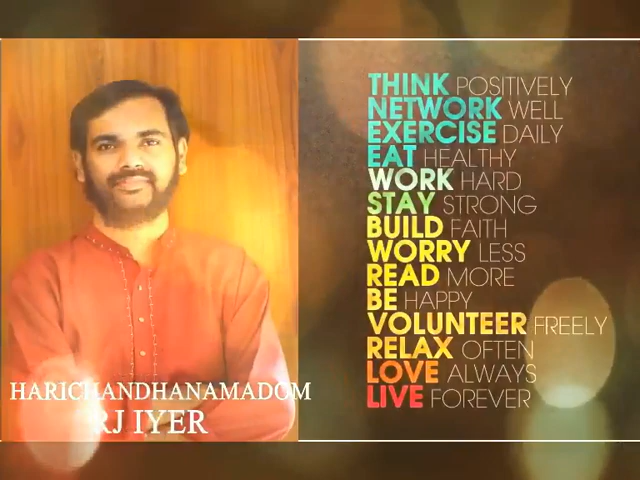 THINK POSITIVELY
NETWORK WELL
EXERCISE DAILY
EAT HEALTHY
WORK HARD
STAY STRONG
BUILD FAITH
WORRY LESS
READ MORE
BE HAPPY
VOLUNTEER FREELY
RELAX OFTEN
LOVE ALWAYS
LIVE FOREVER
HARICHANDHANAMADOM
RJ IYER